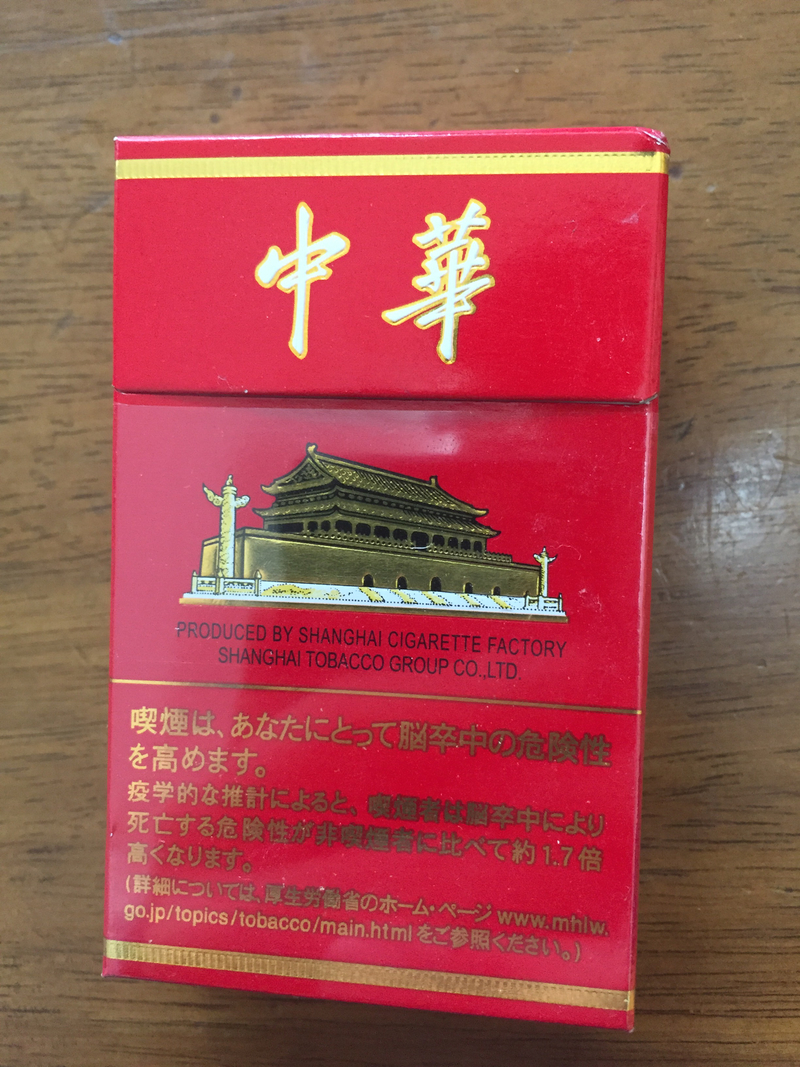 中華
PRODUCED BY SHANGHAI CIGARETTE FACTORY
SHANGHAI TOBACCO GROUP CO.,LTD.
喫煙は、あなたにとって脳卒中の危険性
を高めます。
疫学的な推計によると、喫煙者は脳卒中により
死亡する危険性が非喫煙者に比べて約1.7倍
高くなります。
(詳細については、厚生労働省のホーム・ページ www.mhlw.
go.jp/topics/tobacco/main.html をご参照ください。)